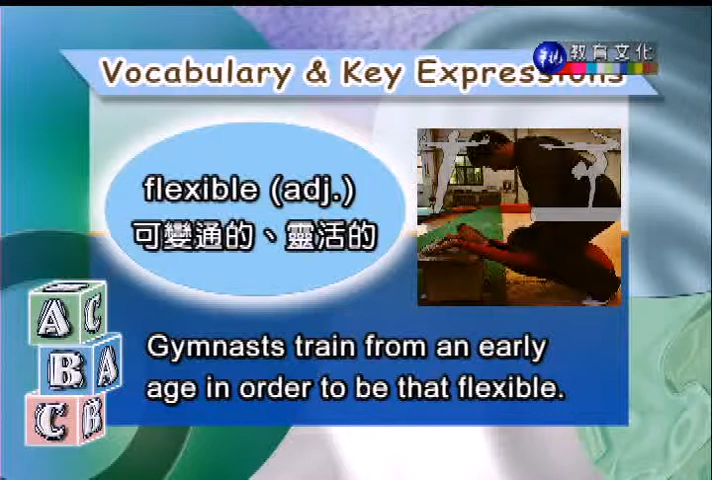 教育文化
Vocabulary & Key Expressions
flexible (adj.)
可變通的、靈活的
Gymnasts train from an early
age in order to be that flexible.
A C
B A
C B